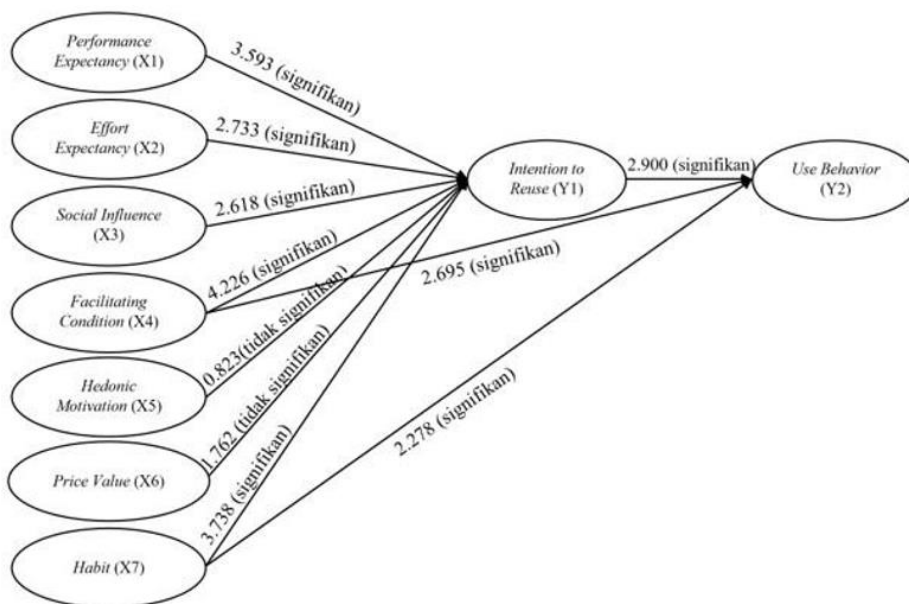 Performance
Expectancy (X1)
3.593 (signifikan)
Effort
Expectancy (X2)
2.733 (signifikan)
Social Influence
(X3)
2.618 (signifikan)
Facilitating
Condition (X4)
4.226 (signifikan)
2.695 (signifikan)
Hedonic
Motivation (X5)
0.823(tidak signifikan)
Price Value (X6)
1.762 (tidak signifikan)
Habit (X7)
3.738 (signifikan)
2.278 (signifikan)
Intention to
Reuse (Y1)
2.900 (signifikan)
Use Behavior
(Y2)